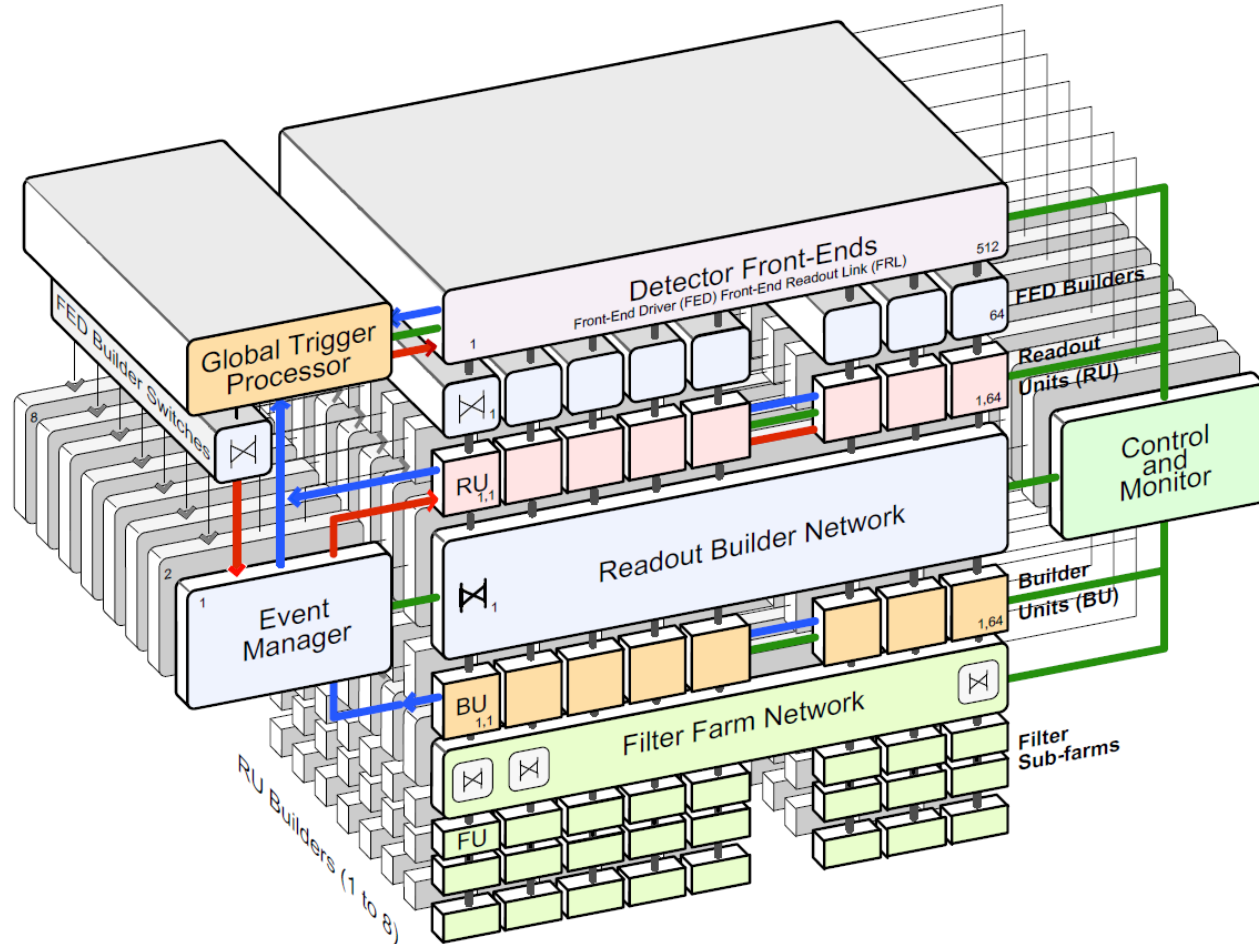 Detector Front-Ends
Front-End Driver (FED) Front-End Readout Link (FRL)
1
512
FED Builders
64
1
Global Trigger
Processor
FED Builder Switches
Readout
Units (RU)
1,64
RU
1,1
Control
and
Monitor
Readout Builder Network
1
8
2
1
Event
Manager
Builder
Units (BU)
1,64
BU
1,1
Filter Farm Network
Filter
Sub-farms
FU
RU Builders (1 to 8)